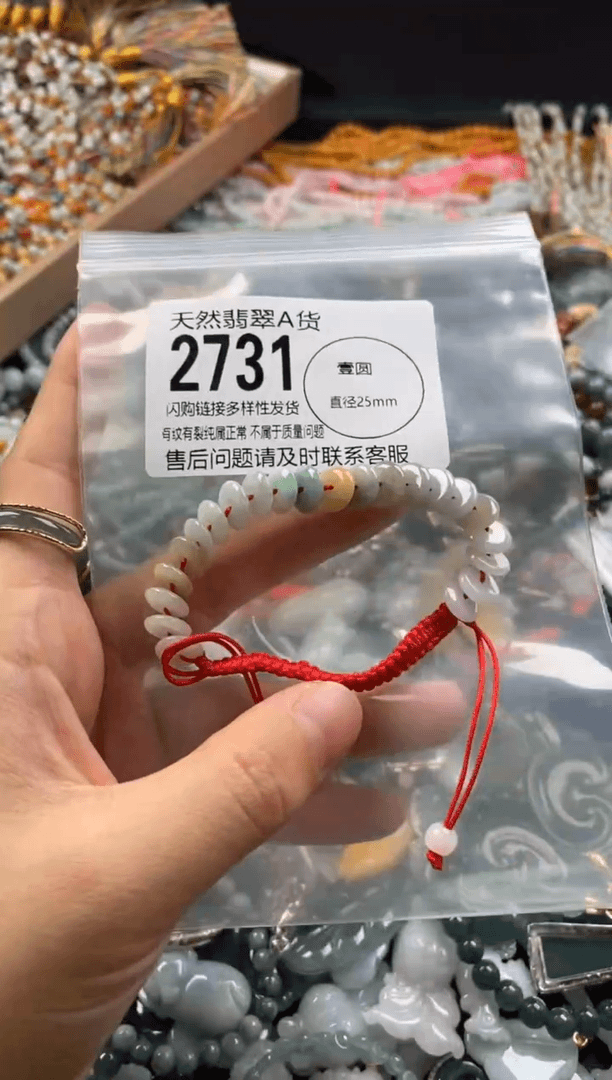 天然翡翠A货
2731
壹圆
直径25mm
闪购链接多样性发货
有纹有裂纯属正常 不属于质量问题
售后问题请及时联系客服